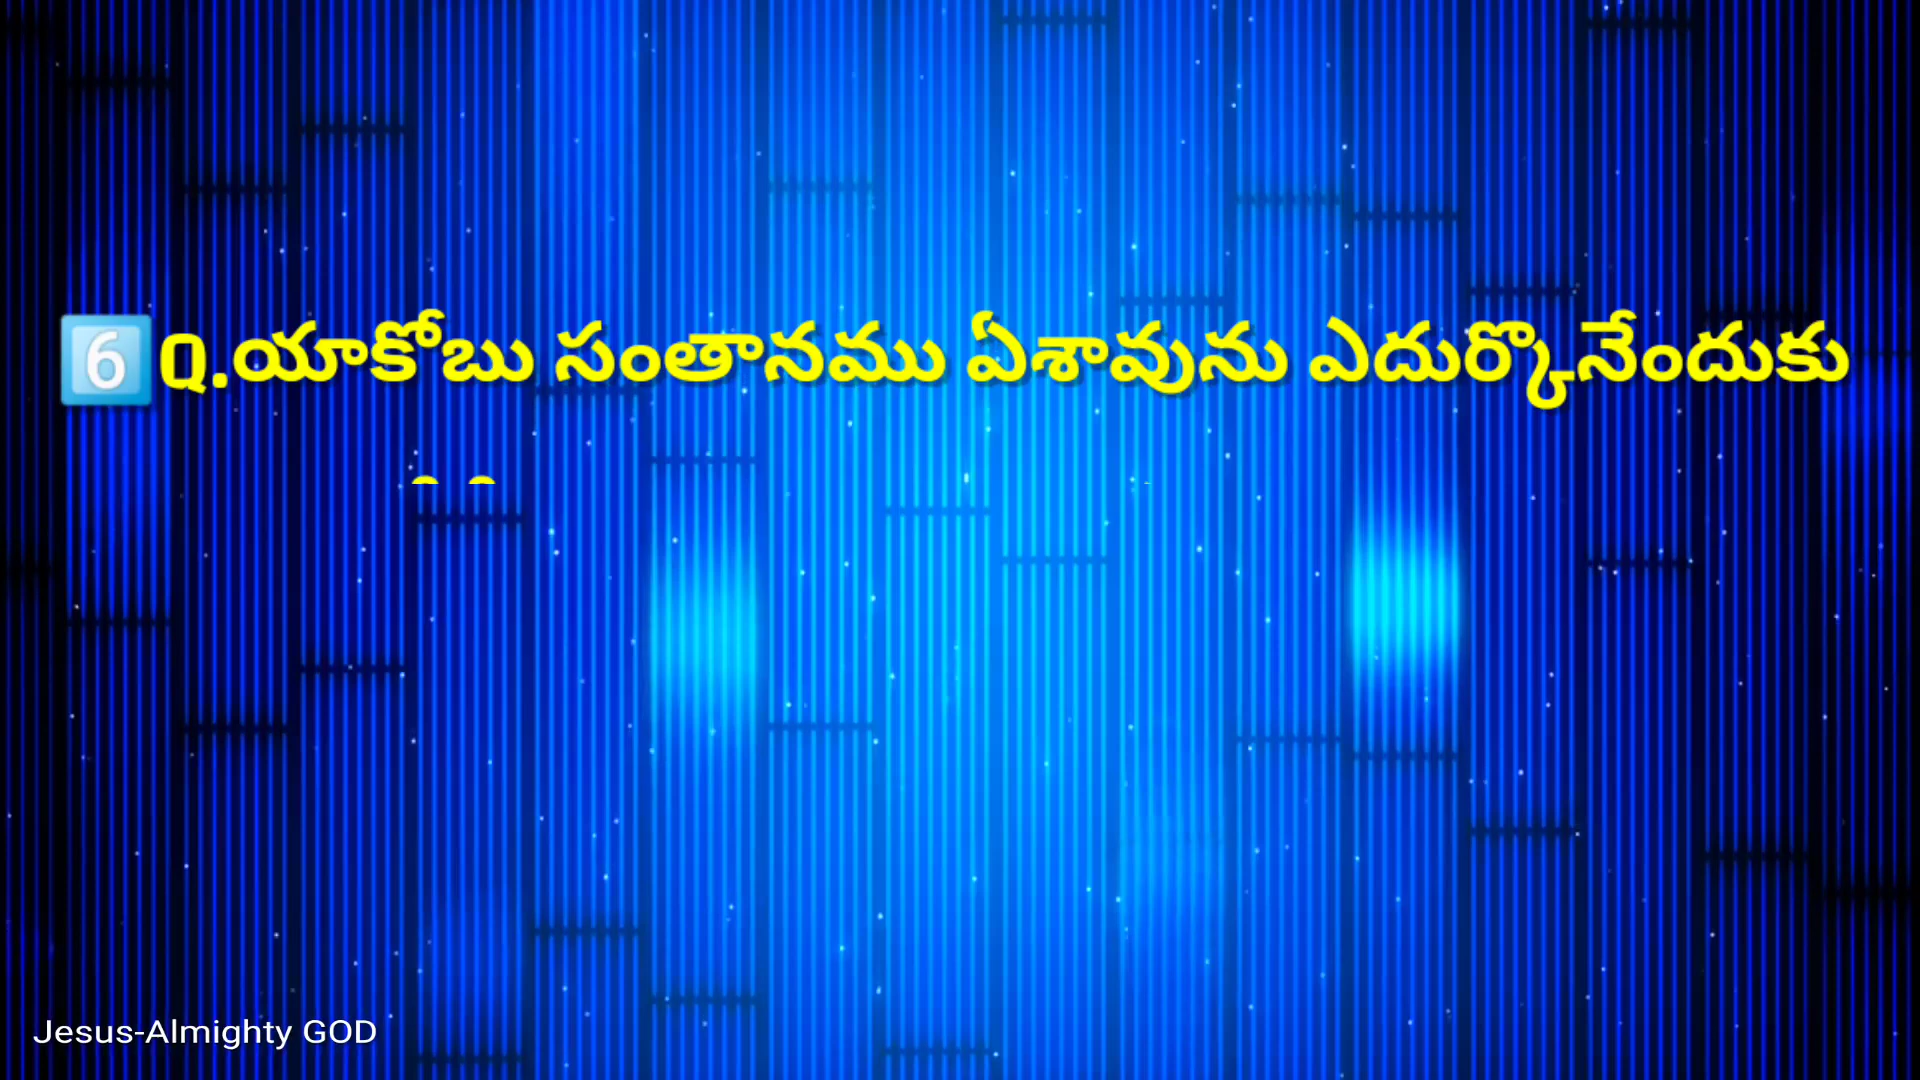 6️⃣Q.యాకోబు సంతానము ఏశావును ఎదుర్కొనేందుకు
Jesus-Almighty GOD